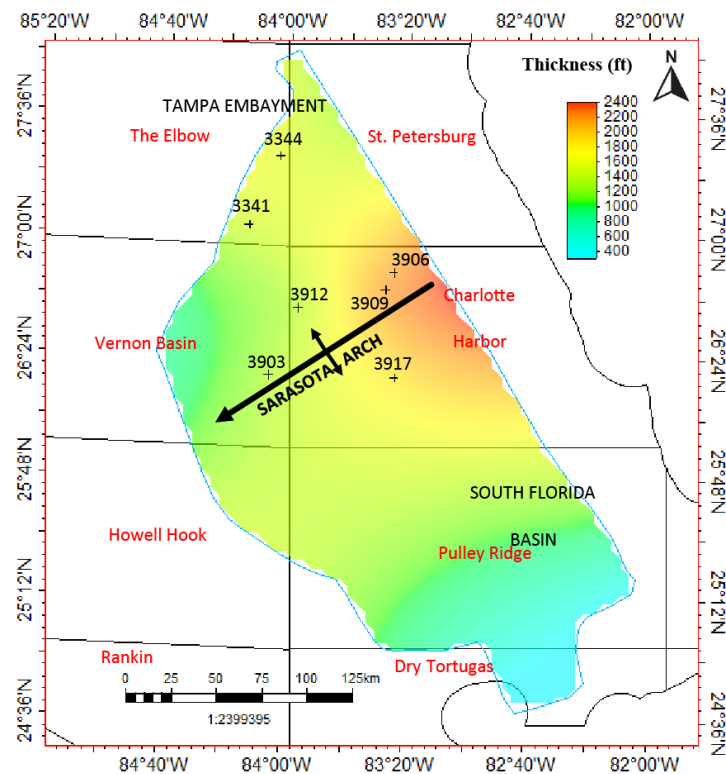 85°20'W 84°40'W 84°00'W 83°20'W 82°40'W 82°00'W
Thickness (ft)
N
27°36'N
27°36'N
TAMPA EMBAYMENT
The Elbow
St. Petersburg
3344
2400
2200
2000
1800
1600
1400
1200
1000
800
600
400
3341
27°00'N
27°00'N
3906
3909
Charlotte
3912
Vernon Basin
Harbor
26°24'N
26°24'N
3903
3917
SARASOTA ARCH
25°48'N
25°48'N
SOUTH FLORIDA
Howell Hook
BASIN
Pulley Ridge
25°12'N
25°12'N
Rankin
Dry Tortugas
0 25 50 75 100 125km
1:2399395
24°36'N
24°36'N
84°40'W 84°00'W 83°20'W 82°40'W 82°00'W